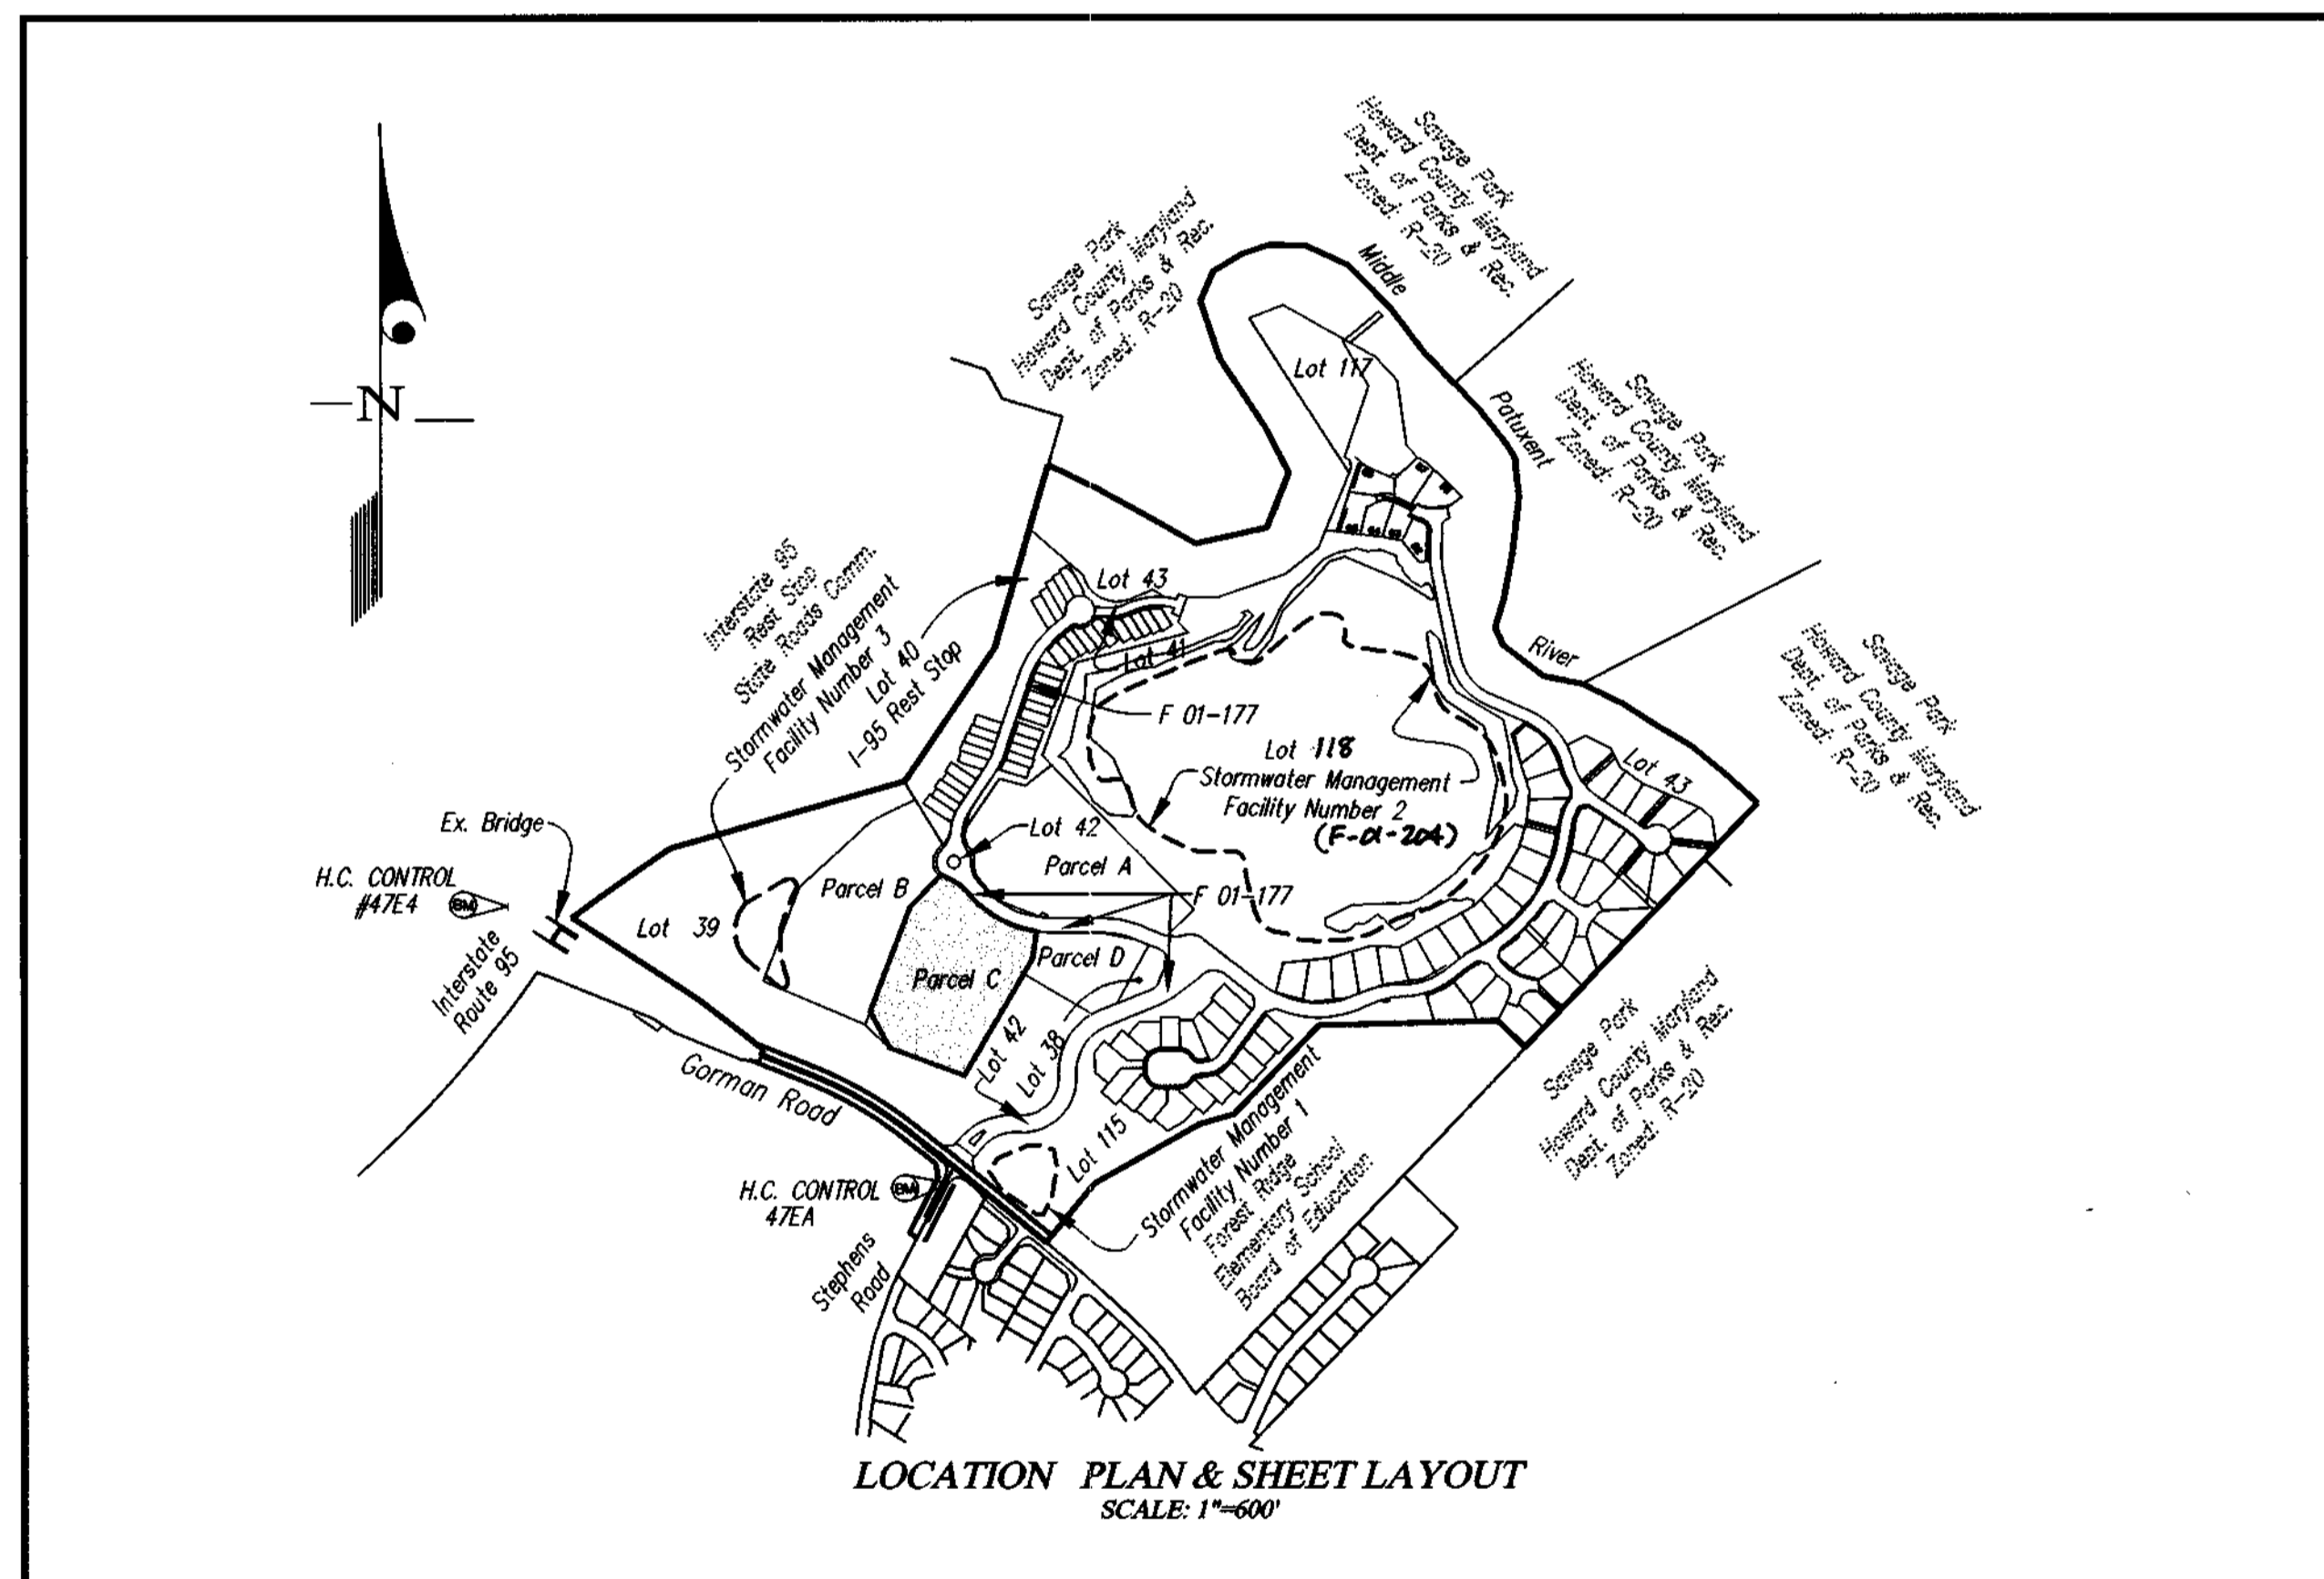 Savage Park
Howard County Maryland
Dept. of Parks & Rec.
Zoned: R-20
Savage Park
Howard County Maryland
Dept. of Parks & Rec.
Zoned: R-20
Middle
Patuxent
River
Savage Park
Howard County Maryland
Dept. of Parks & Rec.
Zoned: R-20
Savage Park
Howard County Maryland
Dept. of Parks & Rec.
Zoned: R-20
N
Lot 117
Interstate 95
Rest Stop
State Roads Comm.
Stormwater Management
Facility Number 3
Lot 40
I-95 Rest Stop
Lot 43
Lot 41
F 01-177
Lot 118
Stormwater Management
Facility Number 2
(F-01-204)
Lot 43
Ex. Bridge
H.C. CONTROL
#47E4
BM
Interstate
Route 95
Lot 39
Parcel B
Lot 42
Parcel A
F 01-177
Parcel C
Parcel D
Lot 42
Lot 38
Gorman Road
Lot 115
Stormwater Management
Facility Number 1
Forest Ridge
Elementary School
Board of Education
Savage Park
Howard County Maryland
Dept. of Parks & Rec.
Zoned: R-20
H.C. CONTROL
47EA
BM
Stephens
Road
LOCATION PLAN & SHEET LAYOUT
SCALE: 1"=600'